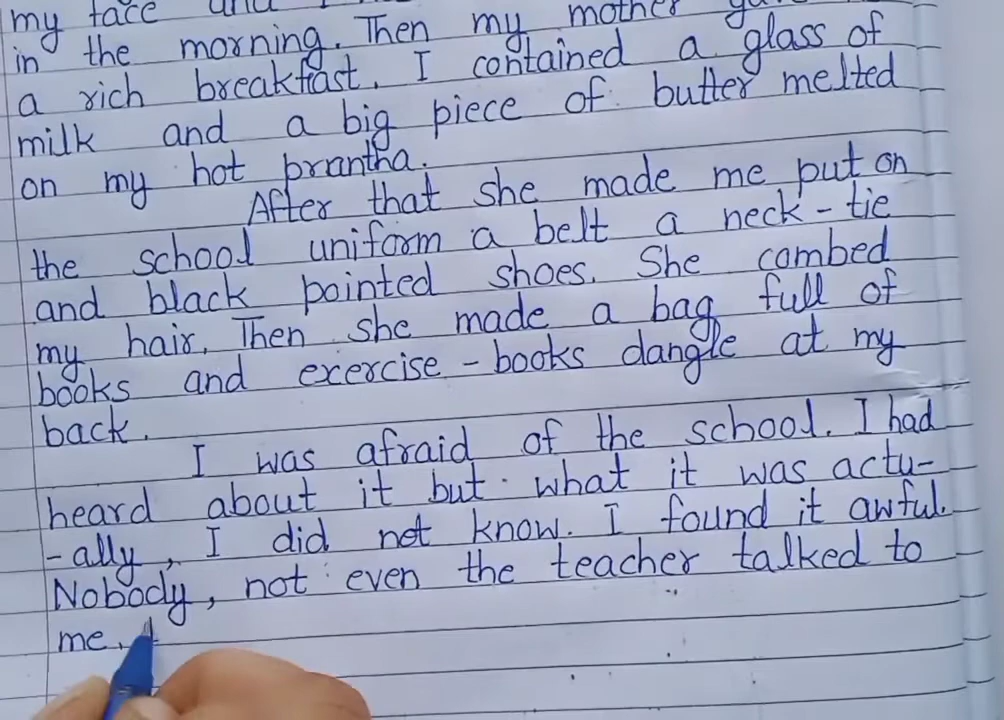 my face and I
in the morning. Then my mother gave
a rich breakfast. I contained a glass of
milk and a big piece of butter melted
on my hot prantha.
After that she made me put on
the school uniform a belt a neck-tie
and black pointed shoes. She combed
my hair. Then she made a bag full of
books and exercise-books dangle at my
back.
I was afraid of the school. I had
heard about it but what it was actu-
-ally, I did not know. I found it awful.
Nobody, not even the teacher talked to
me.